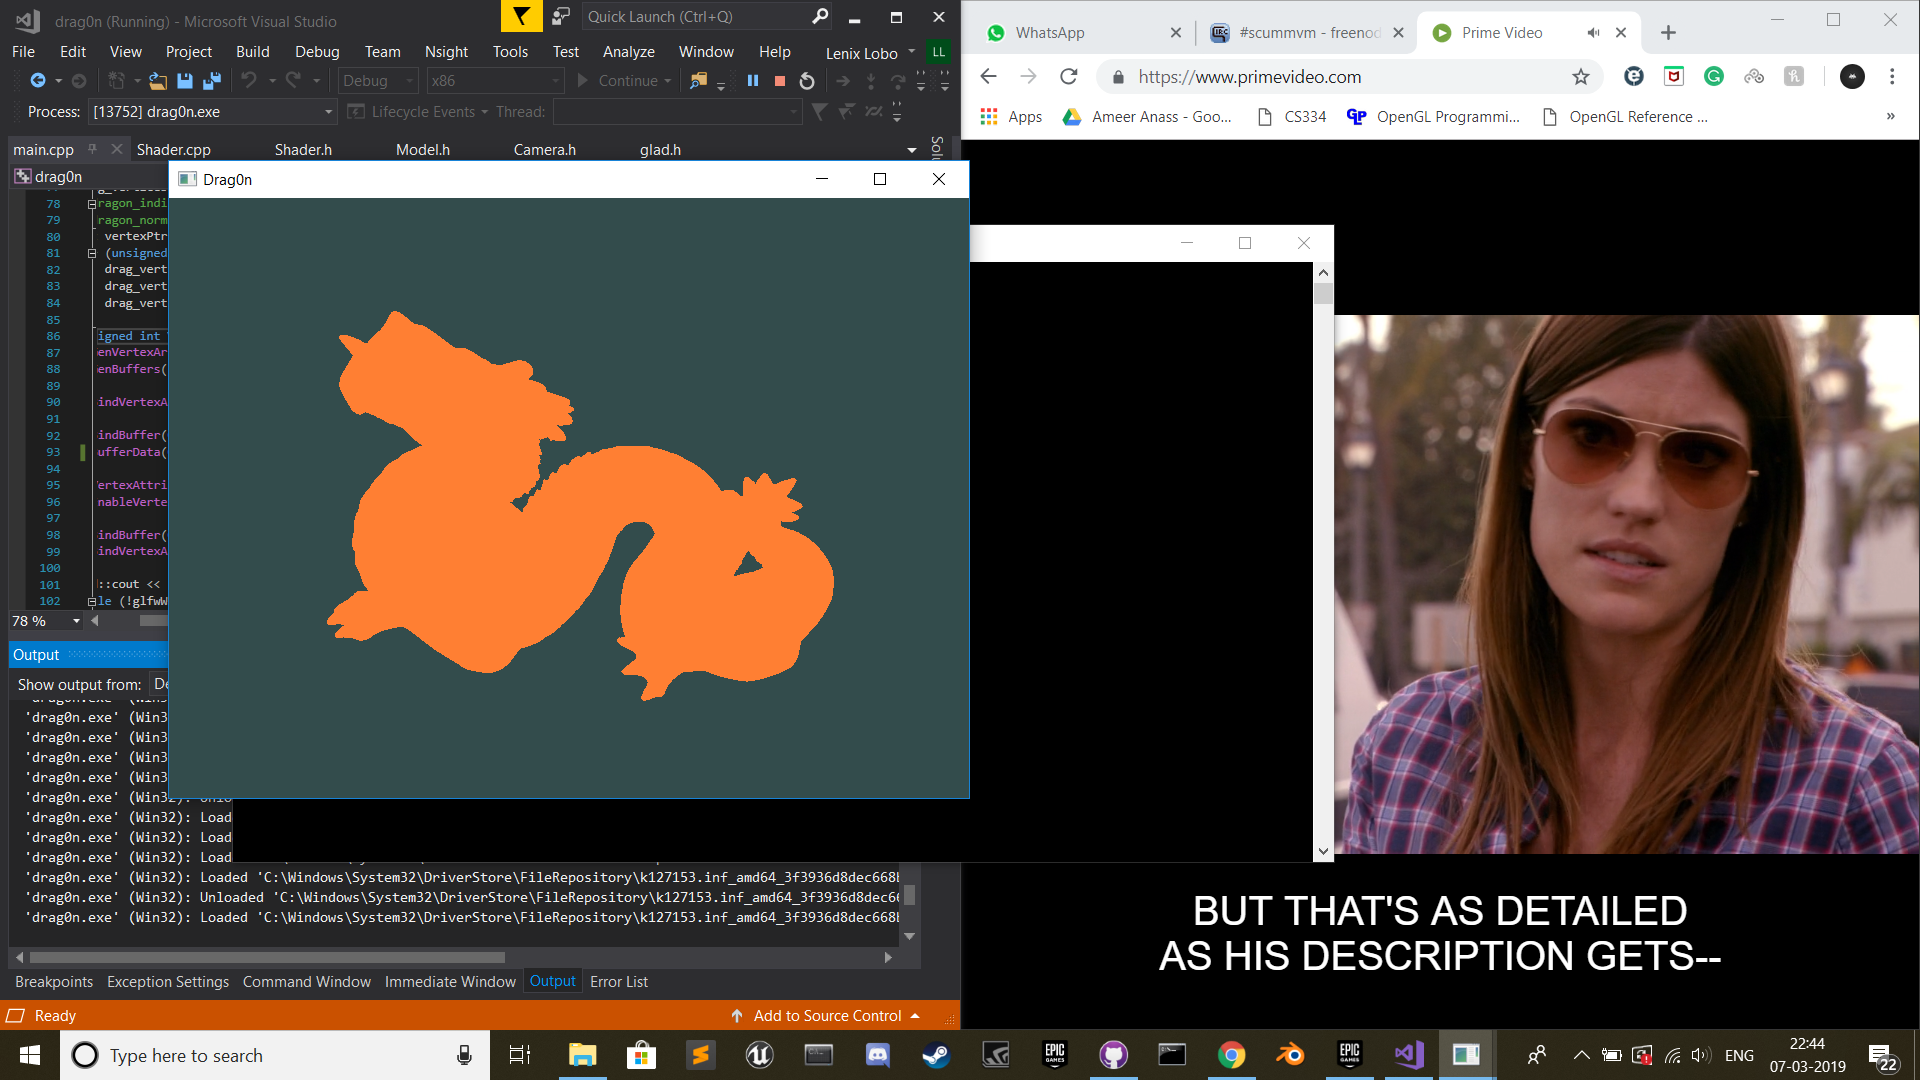 drag0n (Running) - Microsoft Visual Studio
Quick Launch (Ctrl+Q)
File Edit View Project Build Debug Team Nsight Tools Test Analyze Window Help Lenix Lobo LL
Debug x86 Continue
Process: [13752] drag0n.exe Lifecycle Events Thread:
main.cpp Shader.cpp Shader.h Model.h Camera.h glad.h
drag0n
Drag0n
78 ragon_indi
79 ragon_norm
80 vertexPtr
81 (unsigned
82 drag_vert
83 drag_vert
84 drag_vert
85
86 igned int
87 enVertexAr
88 enBuffers(
89
90 indVertexA
91
92 indBuffer(
93 ufferData(
94
95 ertexAttri
96 nableVerte
97
98 indBuffer(
99 indVertexA
100
101 ::cout <<
102 le (!glfwW
78 %
Output
Show output from: De
'drag0n.exe' (Win3
'drag0n.exe' (Win3
'drag0n.exe' (Win3
'drag0n.exe' (Win3
'drag0n.exe' (Win32):
'drag0n.exe' (Win32): Load
'drag0n.exe' (Win32): Load
'drag0n.exe' (Win32): Load
'drag0n.exe' (Win32): Loaded 'C:\Windows\System32\DriverStore\FileRepository\k127153.inf_amd64_3f3936d8dec668b
'drag0n.exe' (Win32): Unloaded 'C:\Windows\System32\DriverStore\FileRepository\k127153.inf_amd64_3f3936d8dec6
'drag0n.exe' (Win32): Loaded 'C:\Windows\System32\DriverStore\FileRepository\k127153.inf_amd64_3f3936d8dec668b
Breakpoints Exception Settings Command Window Immediate Window Output Error List
Ready Add to Source Control
WhatsApp #scummvm - freenod Prime Video
https://www.primevideo.com
Apps Ameer Anass - Goo... CS334 OpenGL Programmi... OpenGL Reference ... »
BUT THAT'S AS DETAILED
AS HIS DESCRIPTION GETS--
Type here to search
EPIC GAMES
EPIC GAMES
ENG
22:44
07-03-2019
22